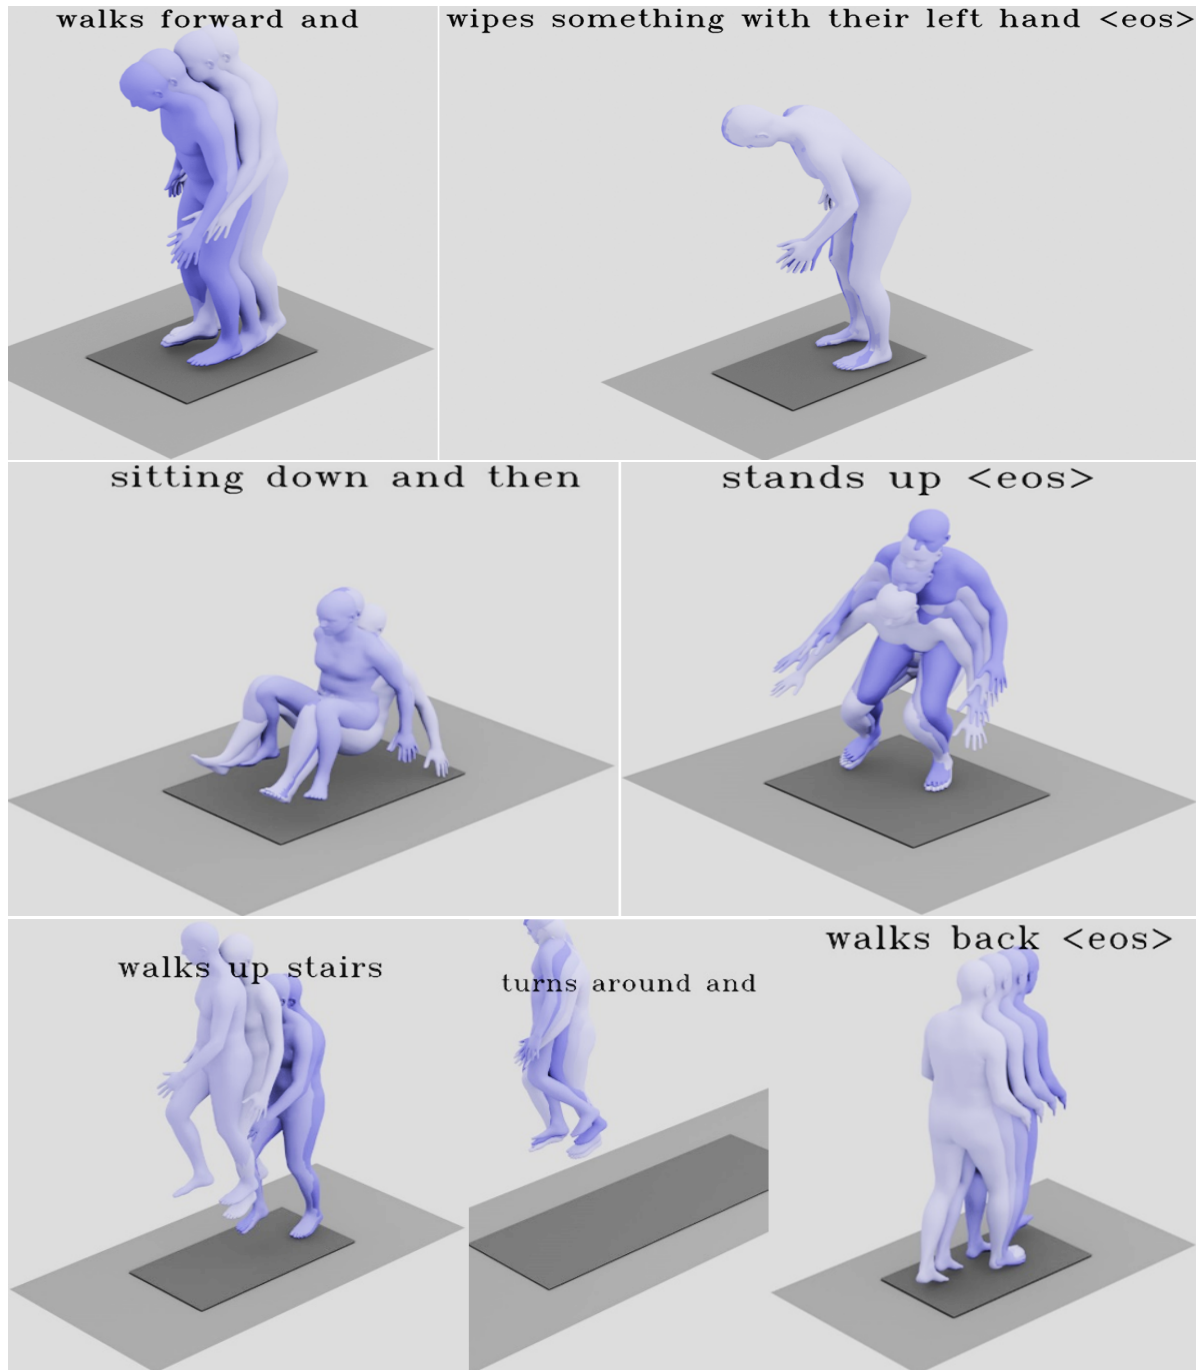 walks forward and
wipes something with their left hand <eos>
sitting down and then
stands up <eos>
walks up stairs
turns around and
walks back <eos>